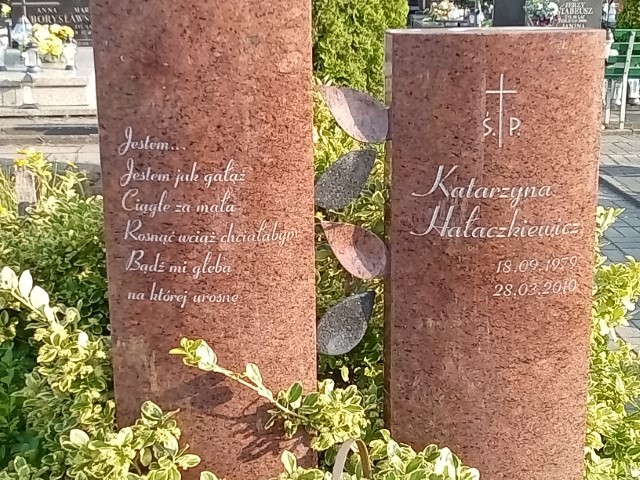 Jestem...
Jestem jak gałąź
Ciągle za mała
Rosnąć wciąż chciałabym
Bądź mi glebą
na której urosnę
Ś. P.
Katarzyna
Hałaczkiewicz
18.09.1979
28.03.2010